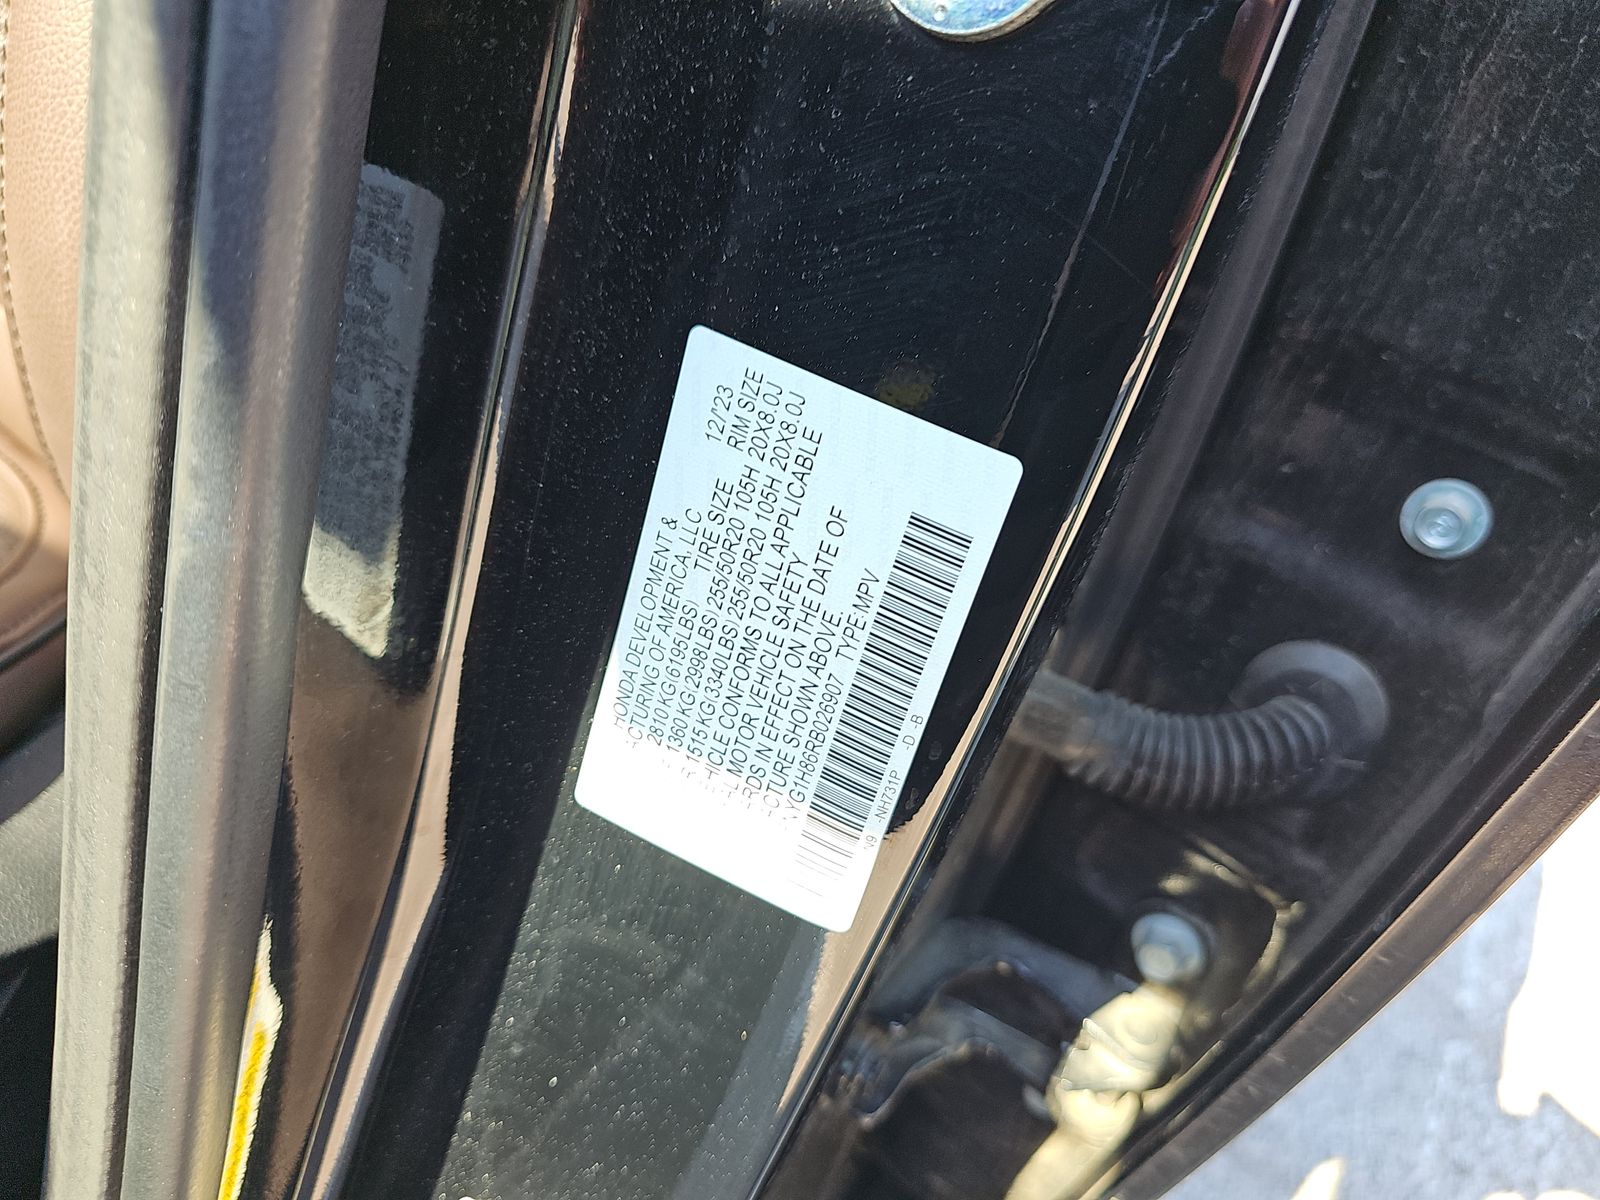 HONDA DEVELOPMENT &
CTURING OF AMERICA, LLC 12/'23
2810 KG(6195LBS) TIRE SIZE RIM SIZE
1360 KG(2998LBS) 255/50R20 105H 20X8.0J
1515 KG(3340LBS) 255/50R20 105H 20X8.0J
HICLE CONFORMS TO ALL APPLICABLE
L MOTOR VEHICLE SAFETY
RDS IN EFFECT ON THE DATE OF
CTURE SHOWN ABOVE.
NYG1H86RB026907 TYPE:MPV
V9 -NH731P -D -B